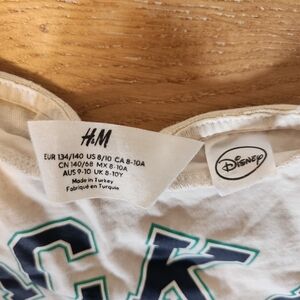 H&M
EUR 134/140 US 8/10 CA 8-10A
CN 140/68 MX 8-10A
AUS 9-10 UK 8-10Y
Made in Turkey
Fabriqué en Turquie
Disney
CK